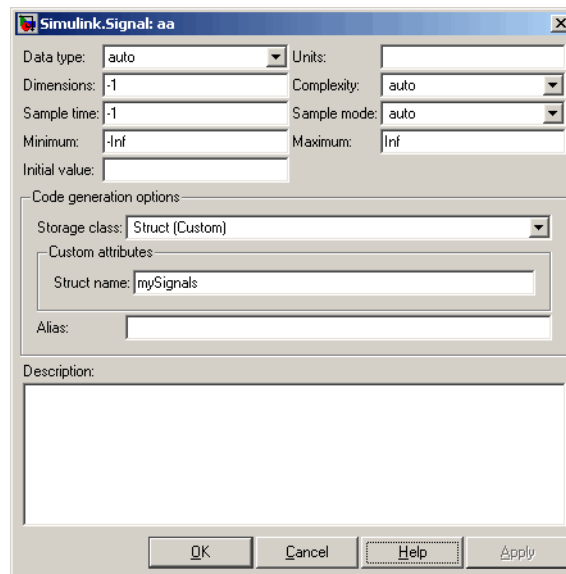 Simulink.Signal: aa
Data type: auto Units:
Dimensions: -1 Complexity: auto
Sample time: -1 Sample mode: auto
Minimum: -Inf Maximum: Inf
Initial value:
Code generation options
Storage class: Struct (Custom)
Custom attributes
Struct name: mySignals
Alias:
Description:
OK Cancel Help Apply